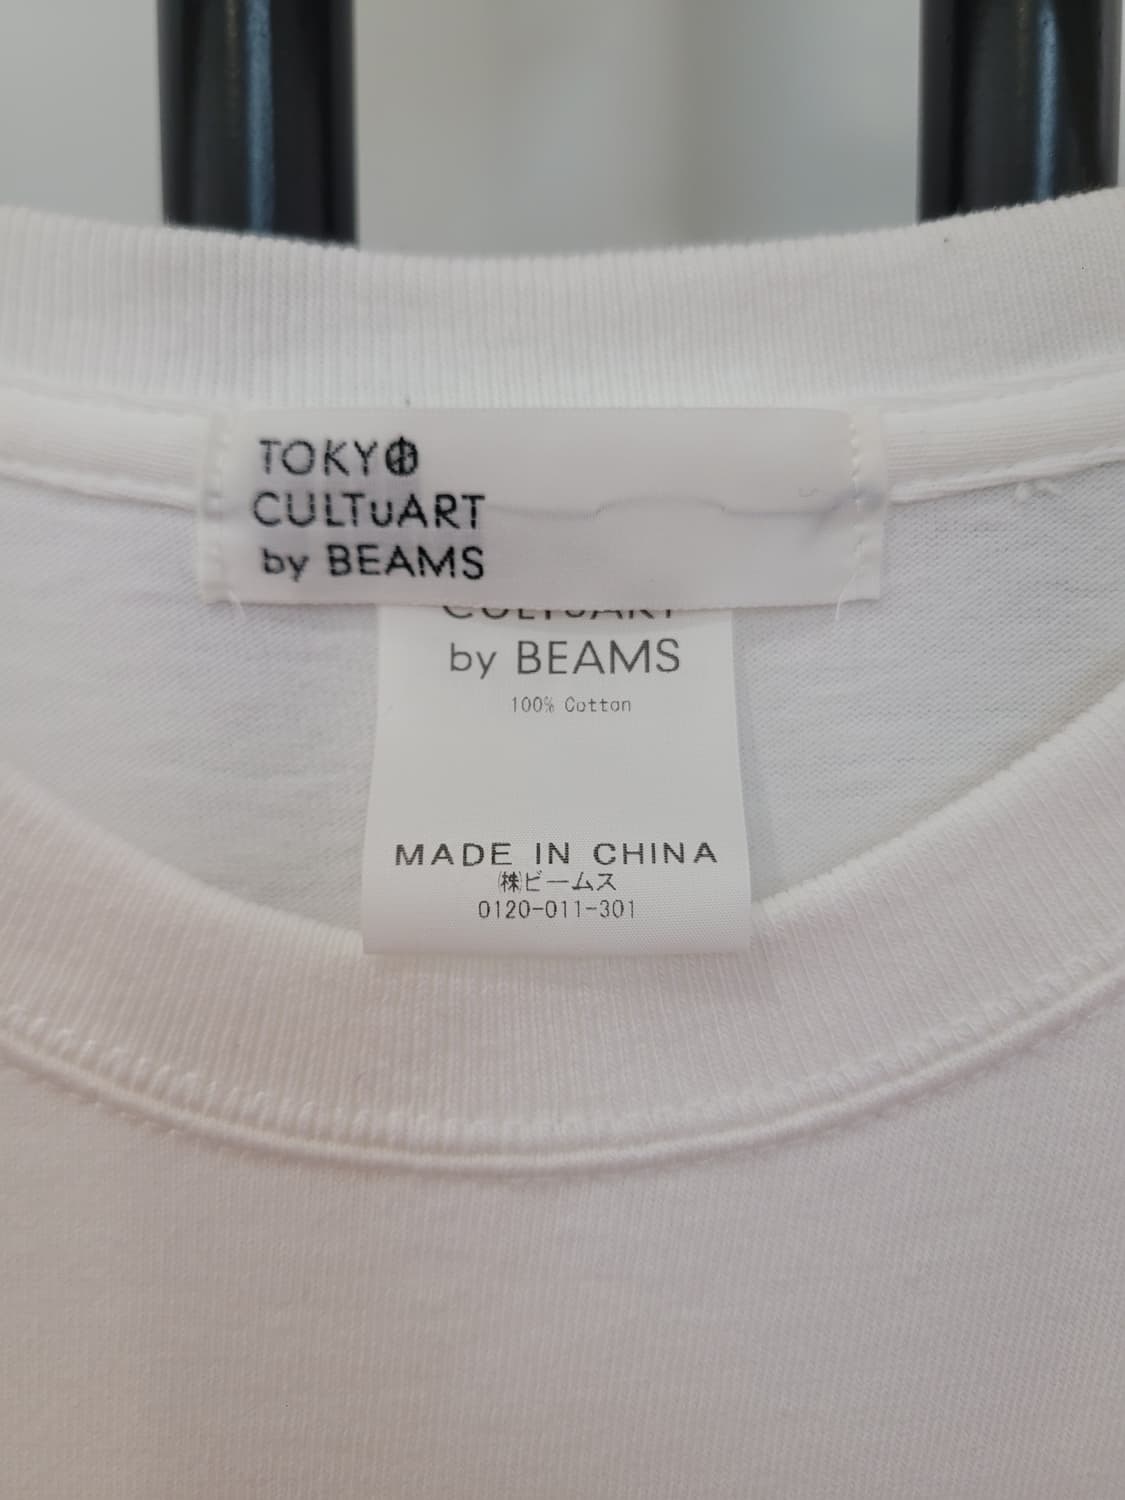 TOKYO
CULTuART
by BEAMS
CULTuART
by BEAMS
100% Cotton
MADE IN CHINA
㈱ビームス
0120-011-301